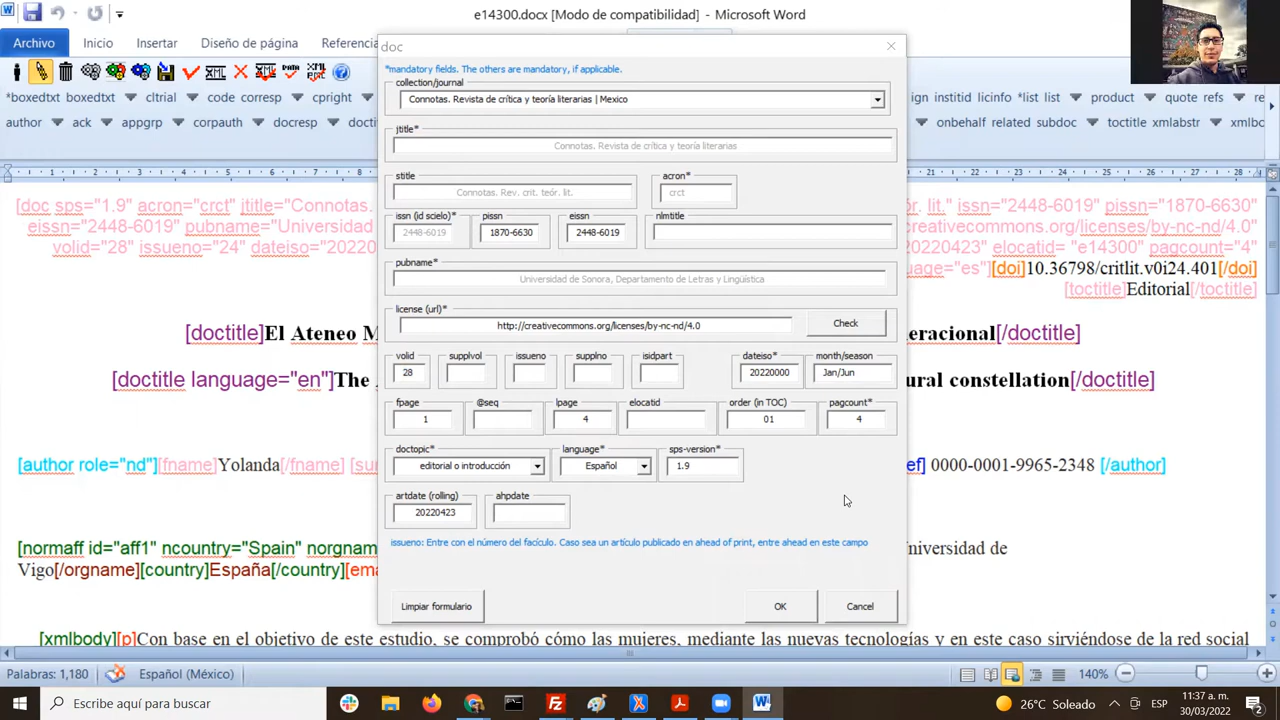 e14300.docx [Modo de compatibilidad] - Microsoft Word
Archivo Inicio Insertar Diseño de página Referencia
*boxedtxt boxedtxt cltrial code corresp cpright ign institid licinfo *list list product quote refs
author ack appgrp corpauth docresp onbehalf related subdoc toctitle xmlabstr xmlbo
doc
*mandatory fields. The others are mandatory, if applicable.
collection/journal
Connotas. Revista de crítica y teoría literarias | Mexico
jtitle*
Connotas. Revista de crítica y teoría literarias
stitle acron*
Connotas. Rev. crit. teór. lit. crct
issn (id scielo)* pissn eissn nlmtitle
2448-6019 1870-6630 2448-6019
pubname*
Universidad de Sonora, Departamento de Letras y Lingüística
license (url)*
http://creativecommons.org/licenses/by-nc-nd/4.0 Check
volid supplvol issueno supplno isidpart dateiso* month/season
28 20220000 Jan/Jun
fpage @seq lpage elocatid order (in TOC) pagcount*
1 4 01 4
doctopic* language* sps-version*
editorial o introducción Español 1.9
artdate (rolling) ahpdate
20220423
issueno: Entre con el número del fascículo. Caso sea un artículo publicado en ahead of print, entre ahead en este campo
Limpiar formulario OK Cancel
[doc sps="1.9" acron="crct" jtitle="Connotas. ór. lit." issn="2448-6019" pissn="1870-6630"
eissn="2448-6019" pubname="Universidad creativecommons.org/licenses/by-nc-nd/4.0"
volid="28" issueno="24" dateiso="20220 20220423" elocatid= "e14300" pagcount="4"
uage="es"][doi]10.36798/critlit.v0i24.401[/doi]
[toctitle]Editorial[/toctitle]
[doctitle]El Ateneo M eracional[/doctitle]
[doctitle language="en"]The A ural constellation[/doctitle]
[author role="nd"][fname]Yolanda[/fname] [su ef] 0000-0001-9965-2348 [/author]
[normaff id="aff1" ncountry="Spain" norgnam niversidad de
Vigo[/orgname][country]España[/country][ema
[xmlbody][p]Con base en el objetivo de este estudio, se comprobó cómo las mujeres, mediante las nuevas tecnologías y en este caso sirviéndose de la red social
Palabras: 1,180 Español (México) 140%
Escribe aquí para buscar 26°C Soleado ESP 11:37 a. m.
30/03/2022